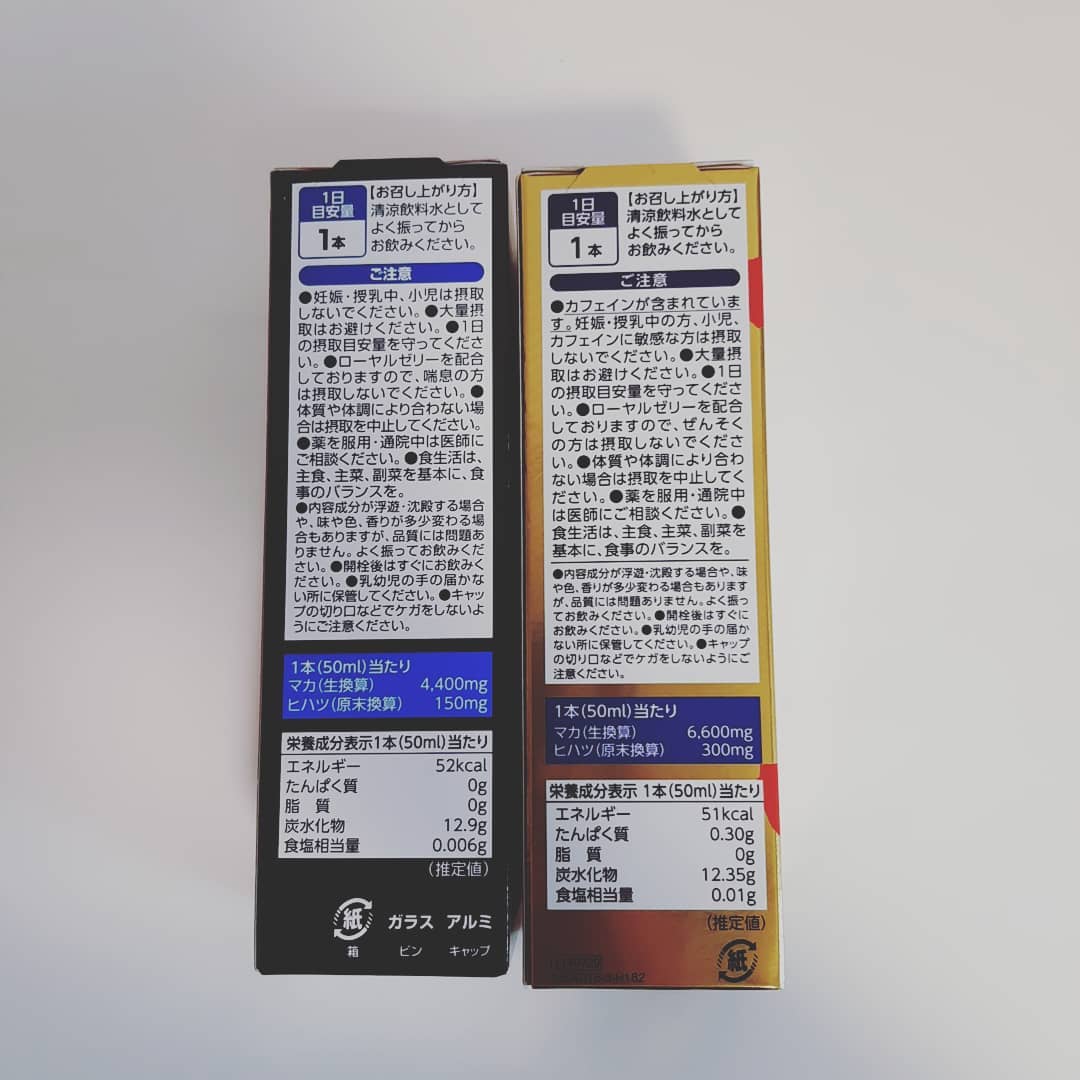 1日
目安量
1本
【お召し上がり方】
清涼飲料水として
よく振ってから
お飲みください。
ご注意
●妊娠・授乳中、小児は摂取
しないでください。●大量摂
取はお避けください。●1日
の摂取目安量を守ってくださ
い。●ローヤルゼリーを配合
しておりますので、喘息の方
は摂取しないでください。●
体質や体調により合わない場
合は摂取を中止してください。
●薬を服用・通院中は医師に
ご相談ください。●食生活は、
主食、主菜、副菜を基本に、食
事のバランスを。
●内容成分が浮遊・沈殿する場合
や、味や色、香りが多少変わる場
合もありますが、品質には問題あ
りません。よく振ってお飲みくだ
さい。●開栓後はすぐにお飲みく
ださい。●乳幼児の手の届かな
い所に保管してください。●キャッ
プの切り口などでケガをしないよ
うにご注意ください。
1本(50ml)当たり
マカ(生換算) 4,400mg
ヒハツ(原末換算) 150mg
栄養成分表示1本(50ml)当たり
エネルギー 52kcal
たんぱく質 0g
脂 質 0g
炭水化物 12.9g
食塩相当量 0.006g
(推定値)
紙 ガラス アルミ
箱 ビン キャップ
1日
目安量
1本
【お召し上がり方】
清涼飲料水として
よく振ってから
お飲みください。
ご注意
●カフェインが含まれていま
す。妊娠・授乳中の方、小児、
カフェインに敏感な方は摂取
しないでください。●大量摂
取はお避けください。●1日
の摂取目安量を守ってくださ
い。●ローヤルゼリーを配合
しておりますので、ぜんそく
の方は摂取しないでくださ
い。●体質や体調により合わ
ない場合は摂取を中止してく
ださい。●薬を服用・通院中
は医師にご相談ください。●
食生活は、主食、主菜、副菜を
基本に、食事のバランスを。
●内容成分が浮遊・沈殿する場合や、味
や色、香りが多少変わる場合もあります
が、品質には問題ありません。よく振っ
てお飲みください。●開栓後はすぐに
お飲みください。●乳幼児の手の届か
ない所に保管してください。●キャップ
の切り口などでケガをしないようにご
注意ください。
1本(50ml)当たり
マカ(生換算) 6,600mg
ヒハツ(原末換算) 300mg
栄養成分表示 1本(50ml)当たり
エネルギー 51kcal
たんぱく質 0.30g
脂 質 0g
炭水化物 12.35g
食塩相当量 0.01g
(推定値)
紙